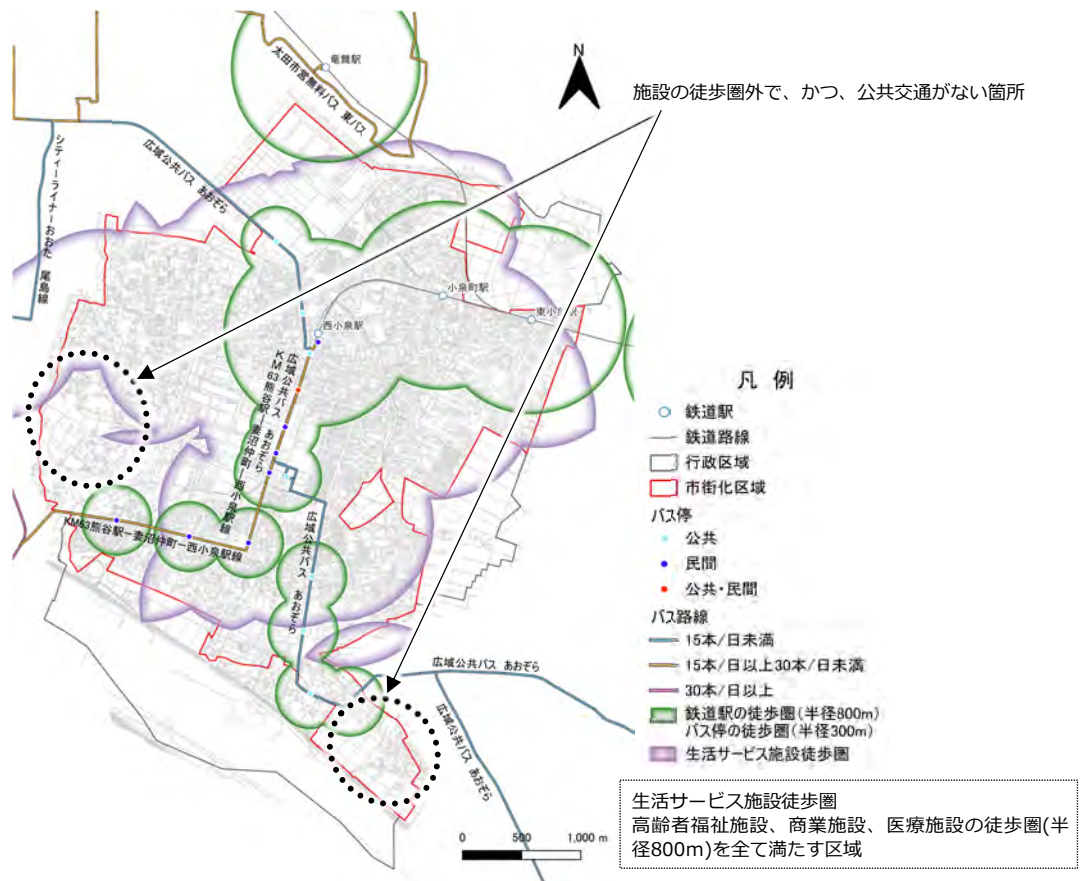 竜舞駅
太田市営無料バス 東バス
N
施設の徒歩圏外で、かつ、公共交通がない箇所
広域公共バス あおぞら
シティーライナーおおた 尾島線
小泉町駅
東小泉駅
西小泉駅
広域公共バス あおぞら
KM63熊谷駅ー妻沼仲町ー西小泉駅線
KM63熊谷駅ー妻沼仲町ー西小泉駅線
広域公共バス あおぞら
広域公共バス あおぞら
広域公共バス あおぞら
0 500 1,000 m
凡 例
鉄道駅
鉄道路線
行政区域
市街化区域
バス停
公共
民間
公共・民間
バス路線
15本/日未満
15本/日以上30本/日未満
30本/日以上
鉄道駅の徒歩圏(半径800m)
バス停の徒歩圏(半径300m)
生活サービス施設徒歩圏
生活サービス施設徒歩圏
高齢者福祉施設、商業施設、医療施設の徒歩圏(半
径800m)を全て満たす区域